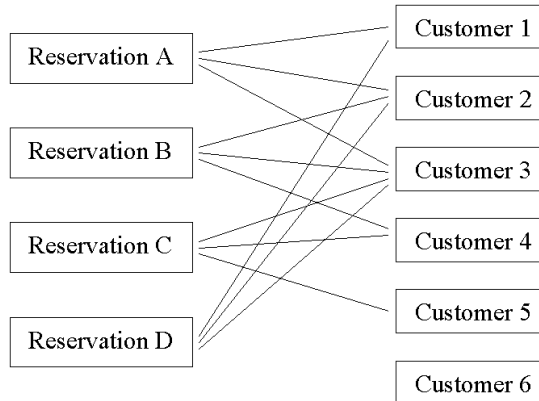 Reservation A
Reservation B
Reservation C
Reservation D
Customer 1
Customer 2
Customer 3
Customer 4
Customer 5
Customer 6